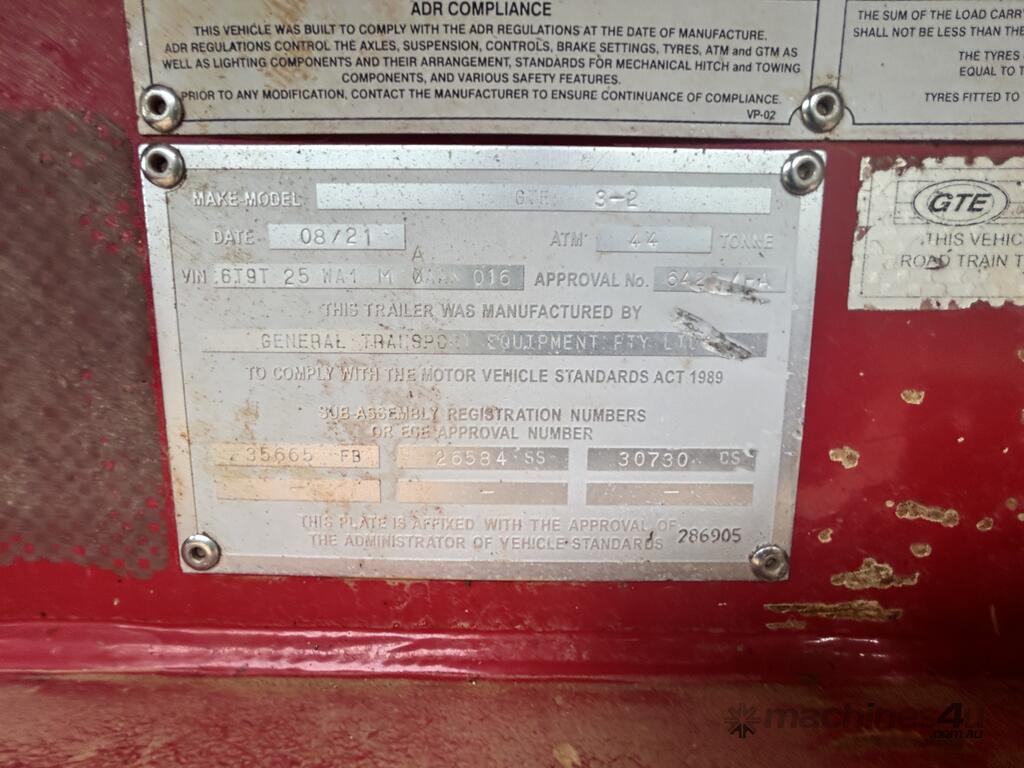 ADR COMPLIANCE
THIS VEHICLE WAS BUILT TO COMPLY WITH THE ADR REGULATIONS AT THE DATE OF MANUFACTURE.
ADR REGULATIONS CONTROL THE AXLES, SUSPENSION, CONTROLS, BRAKE SETTINGS, TYRES, ATM and GTM AS
WELL AS LIGHTING COMPONENTS AND THEIR ARRANGEMENT, STANDARDS FOR MECHANICAL HITCH and TOWING
COMPONENTS, AND VARIOUS SAFETY FEATURES.
PRIOR TO ANY MODIFICATION, CONTACT THE MANUFACTURER TO ENSURE CONTINUANCE OF COMPLIANCE.
VP-02
THE SUM OF THE LOAD CARRY
SHALL NOT BE LESS THAN THE
THE TYRES
EQUAL TO T
TYRES FITTED TO
MAKE-MODEL GTE 3-2
DATE 08/21 ATM 44 TONNE
A
VIN 6T9T 25 WA1 M 016 APPROVAL No.
THIS TRAILER WAS MANUFACTURED BY
GENERAL EQUIPMENT PTY
TO COMPLY WITH THE MOTOR VEHICLE STANDARDS ACT 1989
SUB-ASSEMBLY REGISTRATION NUMBERS
OR ECE APPROVAL NUMBER
35665 FB 26584 SS 30730 CS
- - -
THIS PLATE IS AFFIXED WITH THE APPROVAL OF
THE ADMINISTRATOR OF VEHICLE STANDARDS 286905
GTE
THIS VEHIC
ROAD TRAIN T
machines4u
.com.au